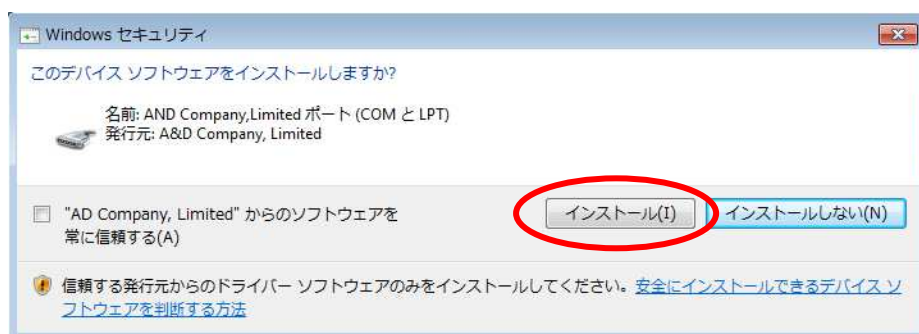 Windows セキュリティ
このデバイス ソフトウェアをインストールしますか?
名前: AND Company,Limited ポート (COM と LPT)
発行元: A&D Company, Limited
"AD Company, Limited" からのソフトウェアを
常に信頼する(A)
インストール(I)
インストールしない(N)
信頼する発行元からのドライバー ソフトウェアのみをインストールしてください。安全にインストールできるデバイス ソ
フトウェアを判断する方法